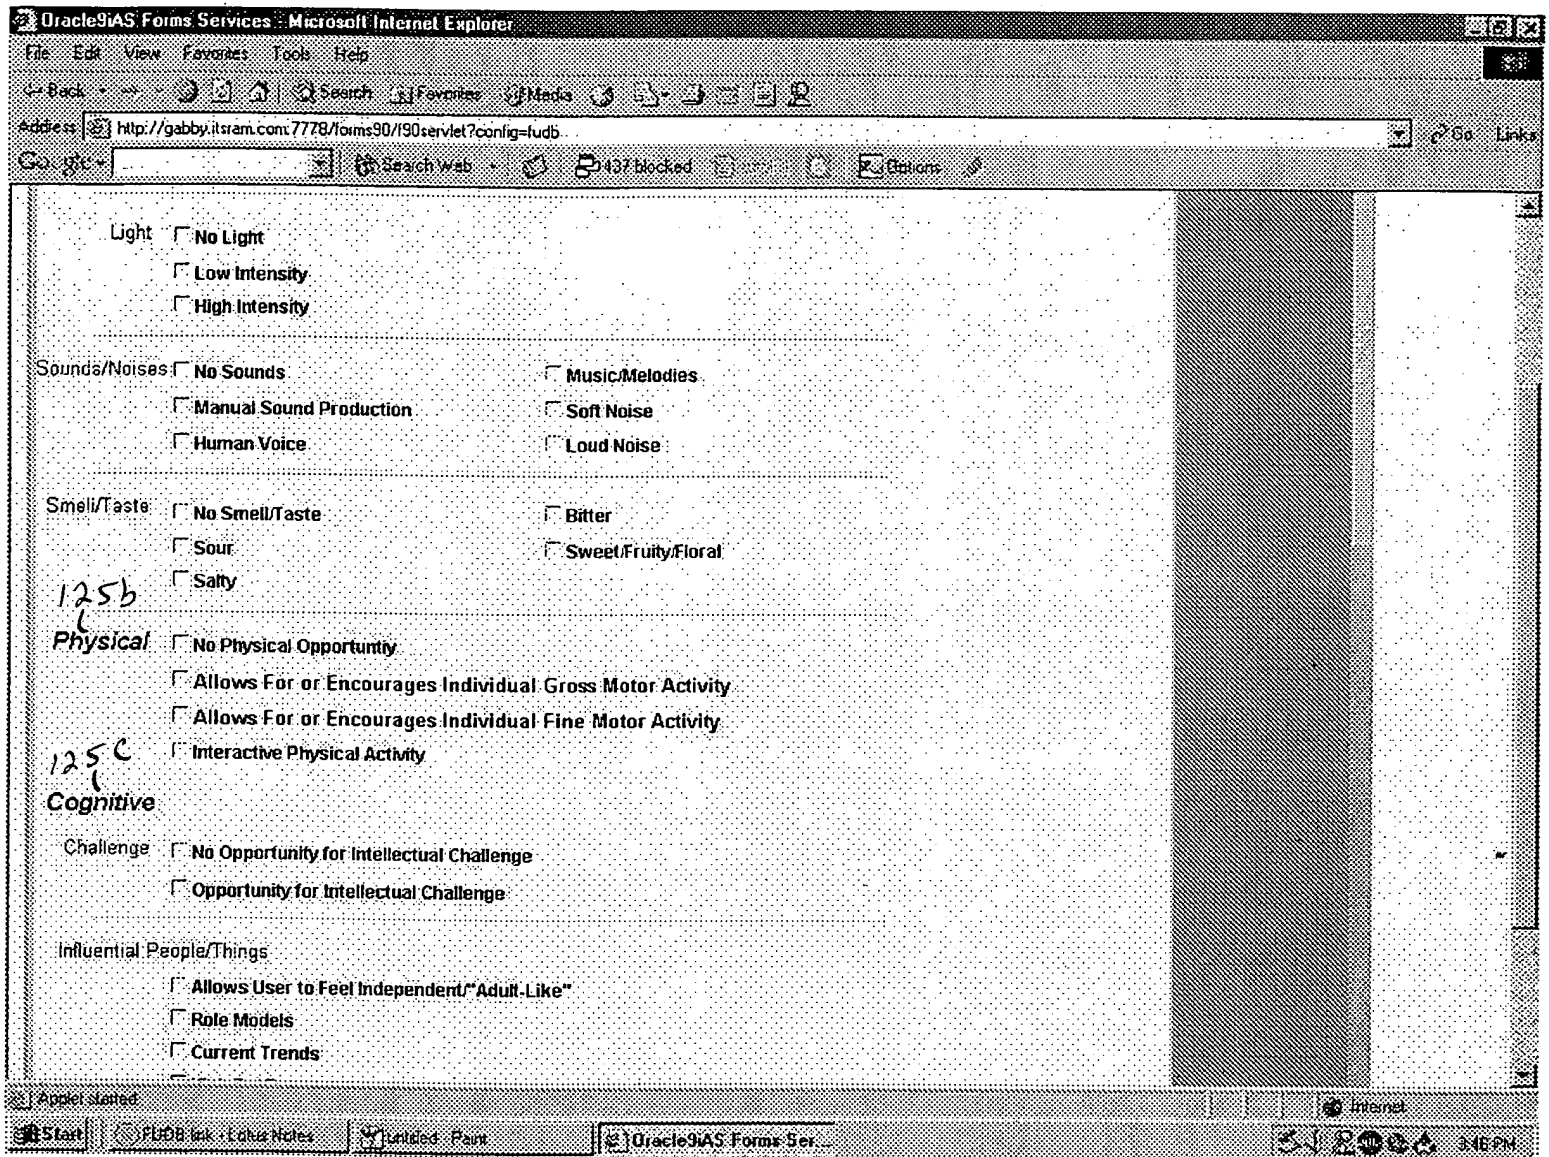 Oracle9iAS Forms Services - Microsoft Internet Explorer
File Edit View Favorites Tools Help
Back Search Favorites Media
Address http://gabby.itsram.com:7778/forms90/f90servlet?config=fudb Go Links
Google Search Web 437 blocked Options
Light No Light
Low Intensity
High Intensity
Sounds/Noises No Sounds Music/Melodies
Manual Sound Production Soft Noise
Human Voice Loud Noise
Smell/Taste No Smell/Taste Bitter
Sour Sweet/Fruity/Floral
Salty
125b
Physical No Physical Opportuntiy
Allows For or Encourages Individual Gross Motor Activity
Allows For or Encourages Individual Fine Motor Activity
125c
Interactive Physical Activity
Cognitive
Challenge No Opportunity for Intellectual Challenge
Opportunity for Intellectual Challenge
Influential People/Things
Allows User to Feel Independent/"Adult-Like"
Role Models
Current Trends
Applet started. Internet
Start FUDB link - Lotus Notes untitled - Paint Oracle9iAS Forms Ser... 3:46 PM